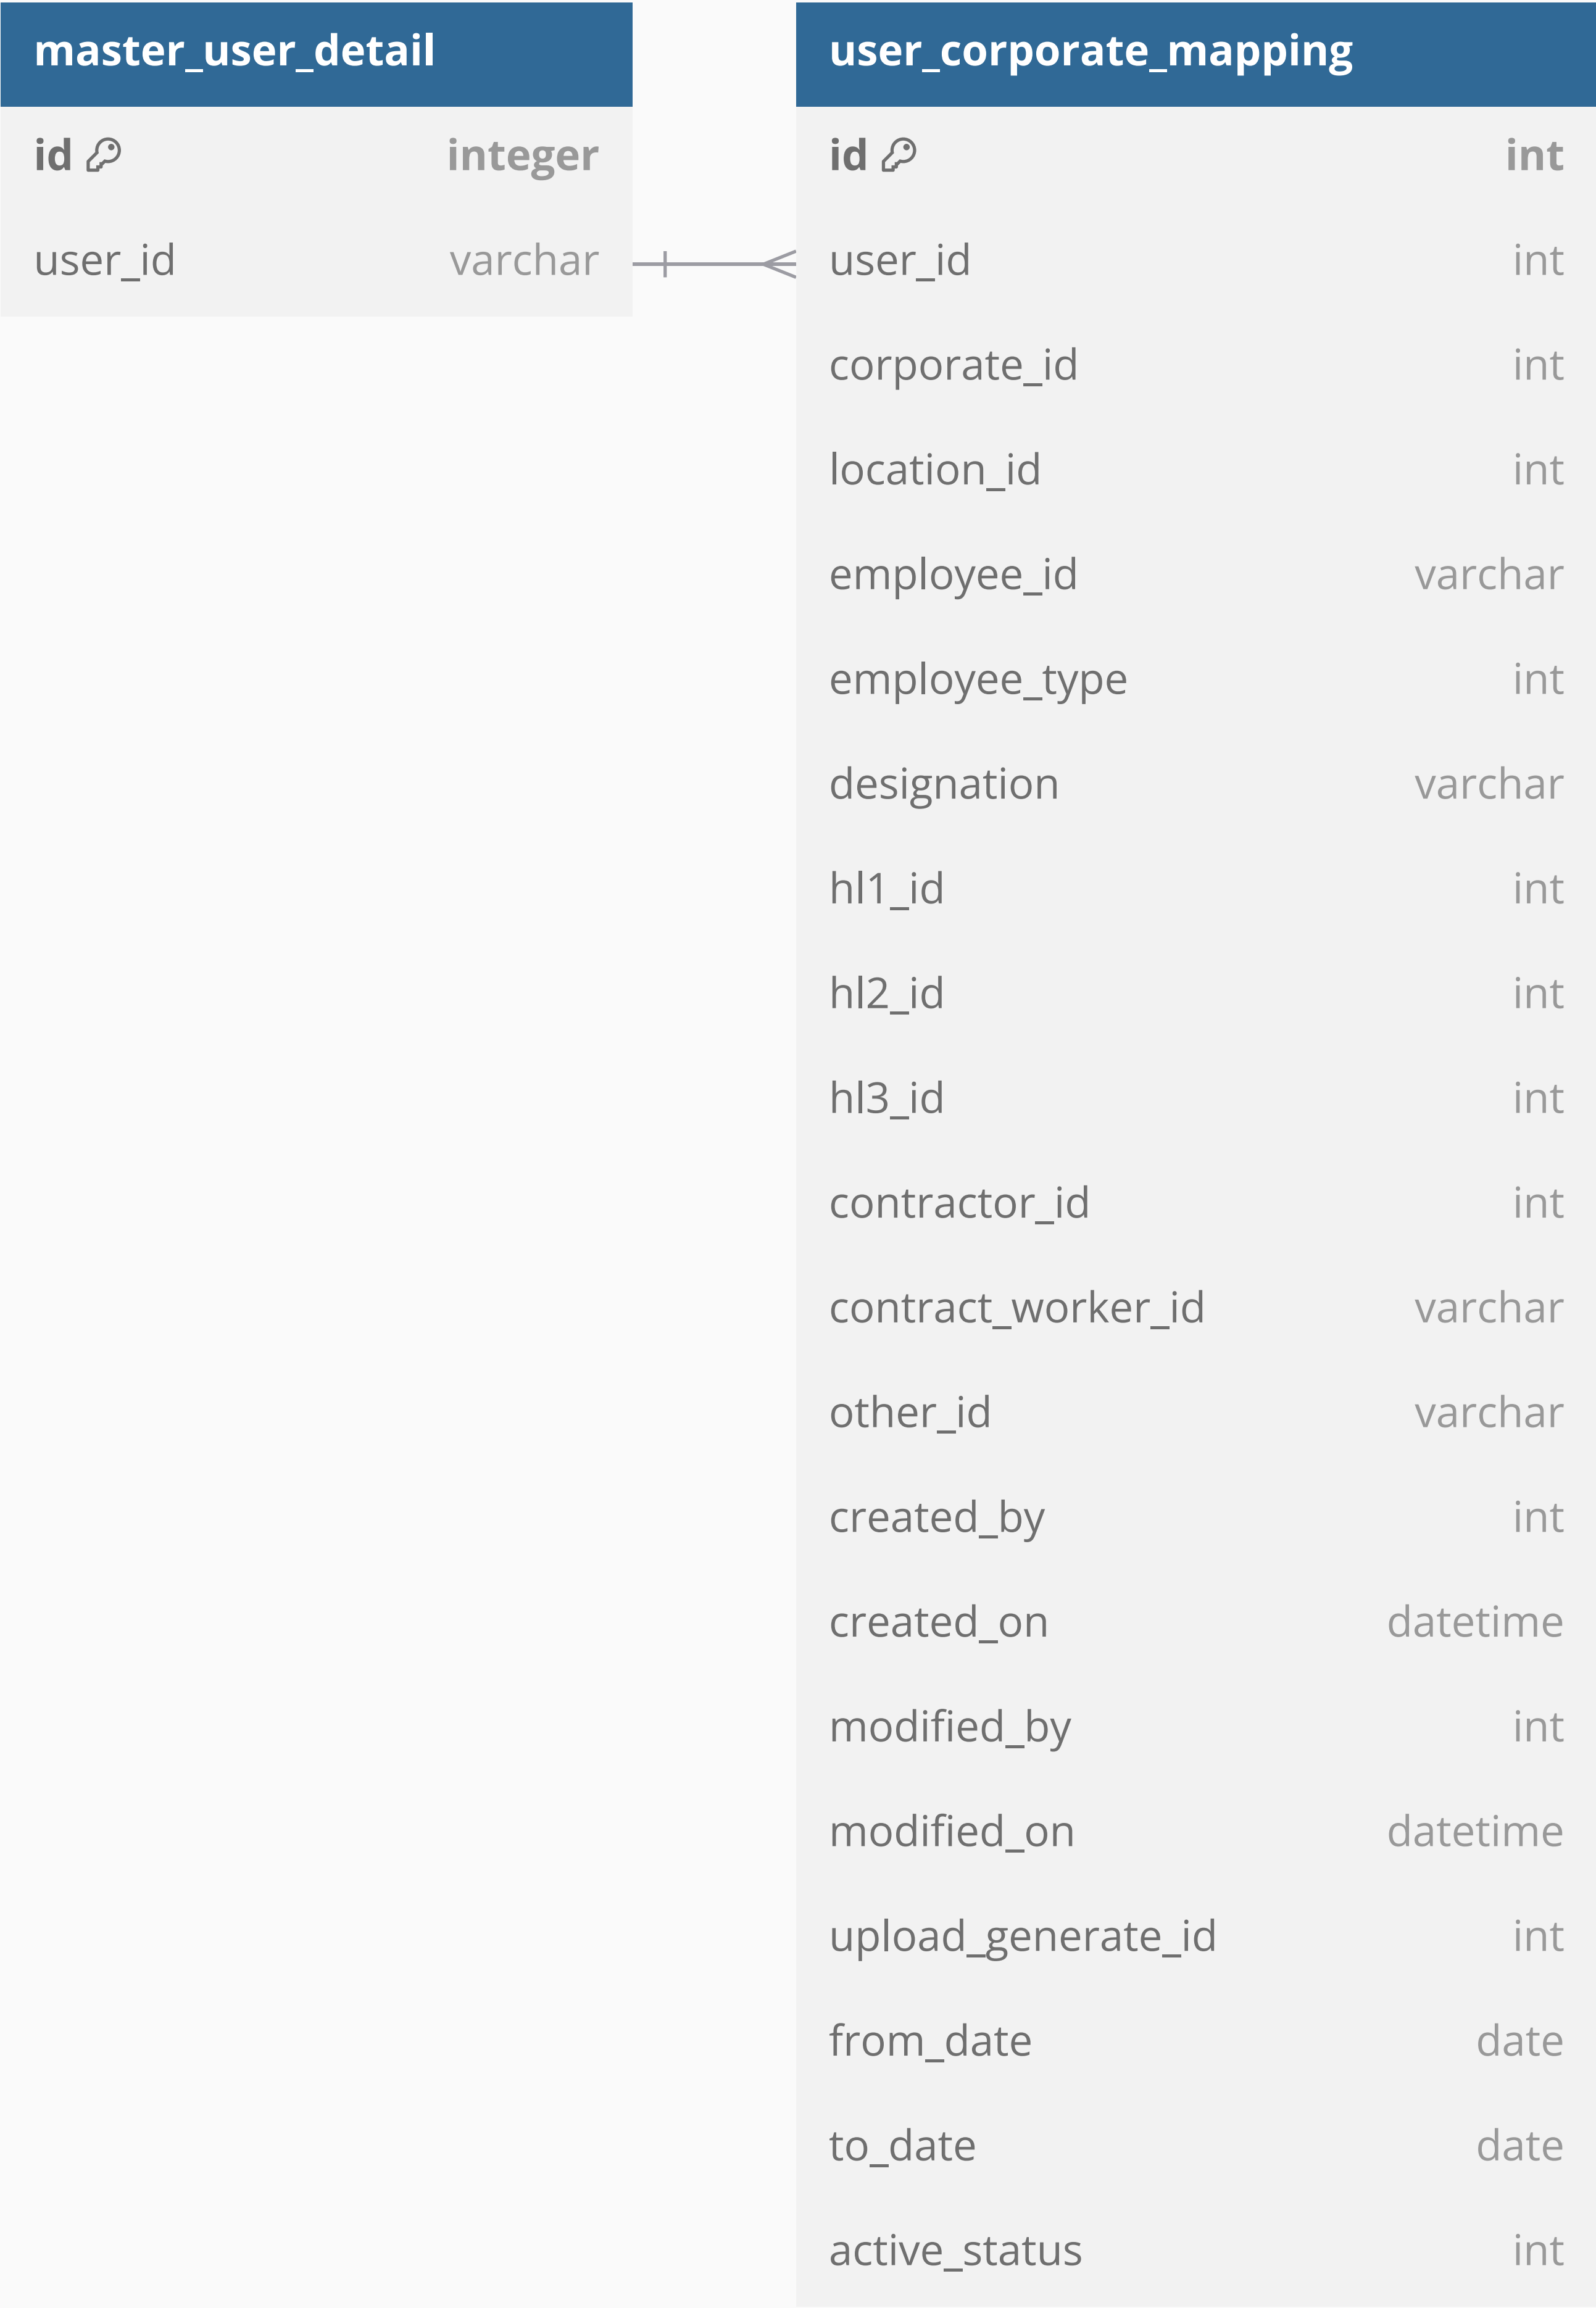 master_user_detail
id integer
user_id varchar
user_corporate_mapping
id int
user_id int
corporate_id int
location_id int
employee_id varchar
employee_type int
designation varchar
hl1_id int
hl2_id int
hl3_id int
contractor_id int
contract_worker_id varchar
other_id varchar
created_by int
created_on datetime
modified_by int
modified_on datetime
upload_generate_id int
from_date date
to_date date
active_status int